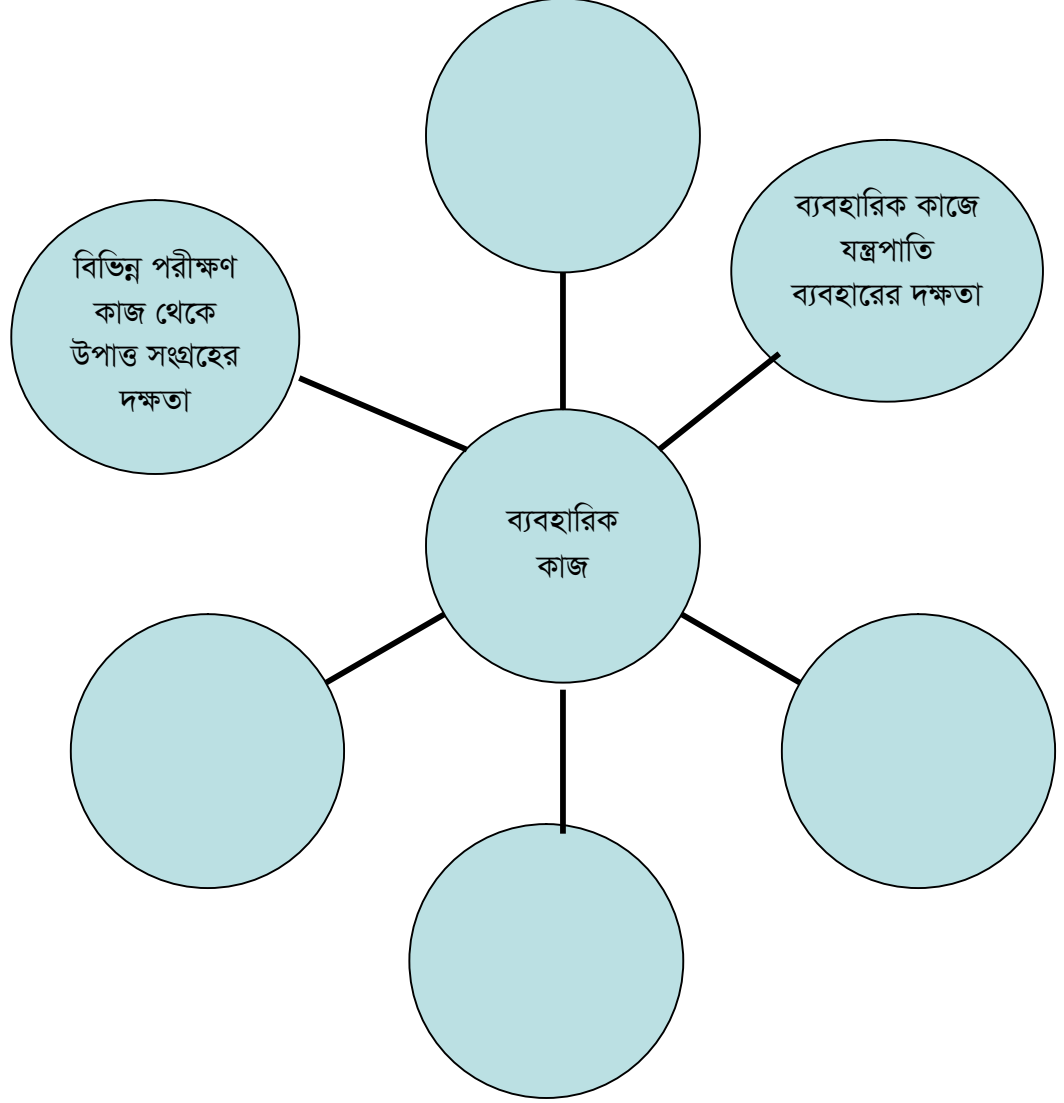 ব্যবহারিক কাজে
যন্ত্রপাতি
ব্যবহারের দক্ষতা
বিভিন্ন পরীক্ষণ
কাজ থেকে
উপাত্ত সংগ্রহের
দক্ষতা
ব্যবহারিক
কাজ